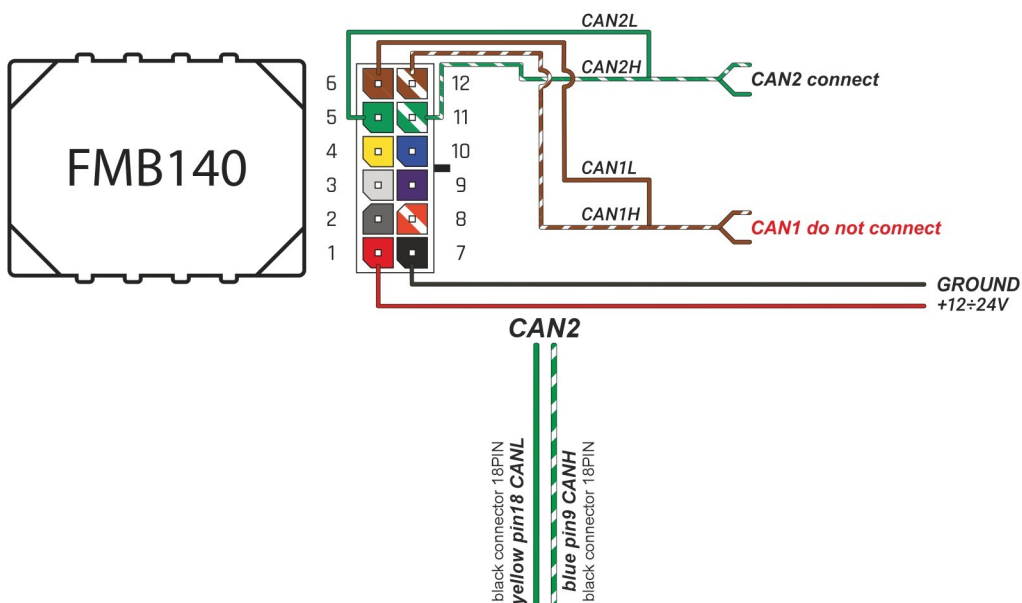 CAN2L
CAN2H
CAN2 connect
FMB140
6 12
5 11
4 10
3 9
2 8
1 7
CAN1L
CAN1H
CAN1 do not connect
GROUND
+12÷24V
CAN2
black connector 18PIN
yellow pin18 CANL
blue pin9 CANH
black connector 18PIN